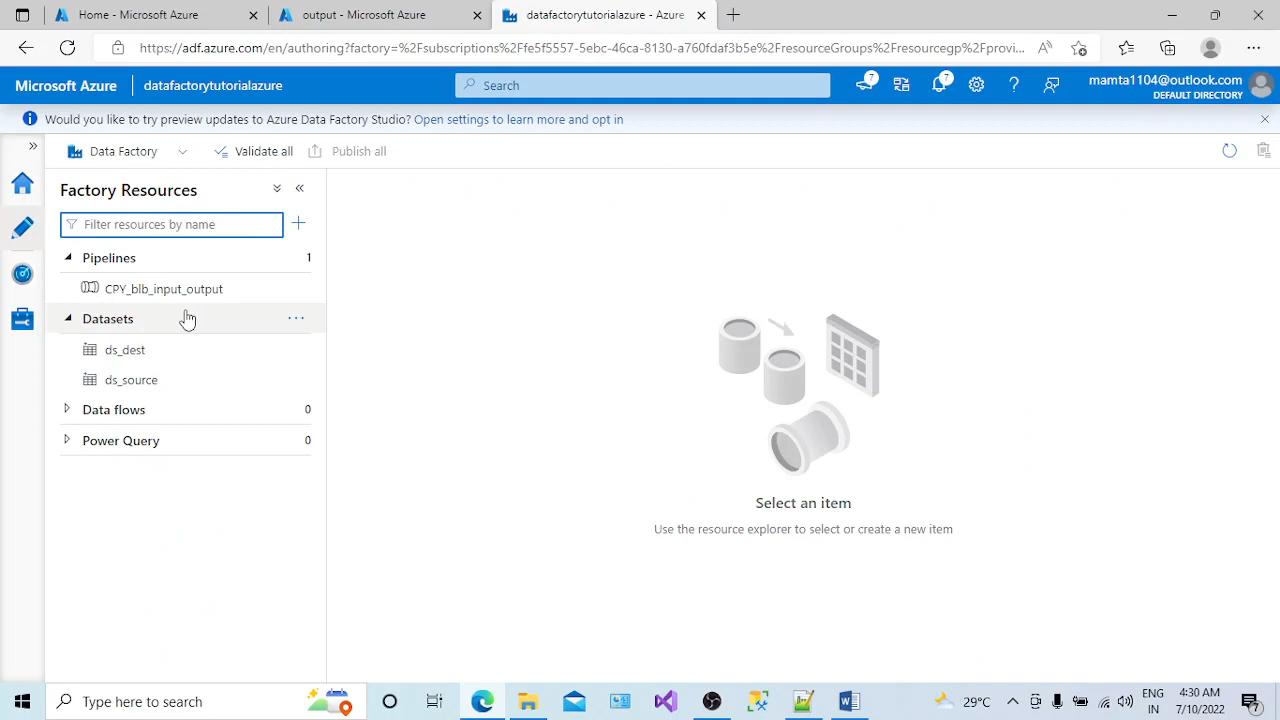 Home - Microsoft Azure
output - Microsoft Azure
datafactorytutorialazure - Azure
https://adf.azure.com/en/authoring?factory=%2Fsubscriptions%2Ffe5f5557-5ebc-46ca-8130-a760fdaf3b5e%2FresourceGroups%2Fresourcegp%2Fprovi...
Microsoft Azure
datafactorytutorialazure
Search
7
7
mamta1104@outlook.com
DEFAULT DIRECTORY
Would you like to try preview updates to Azure Data Factory Studio? Open settings to learn more and opt in
Data Factory
Validate all
Publish all
Factory Resources
Filter resources by name
Pipelines 1
CPY_blb_input_output
Datasets
ds_dest
ds_source
Data flows 0
Power Query 0
Select an item
Use the resource explorer to select or create a new item
Type here to search
29°C
ENG
IN
4:30 AM
7/10/2022
7